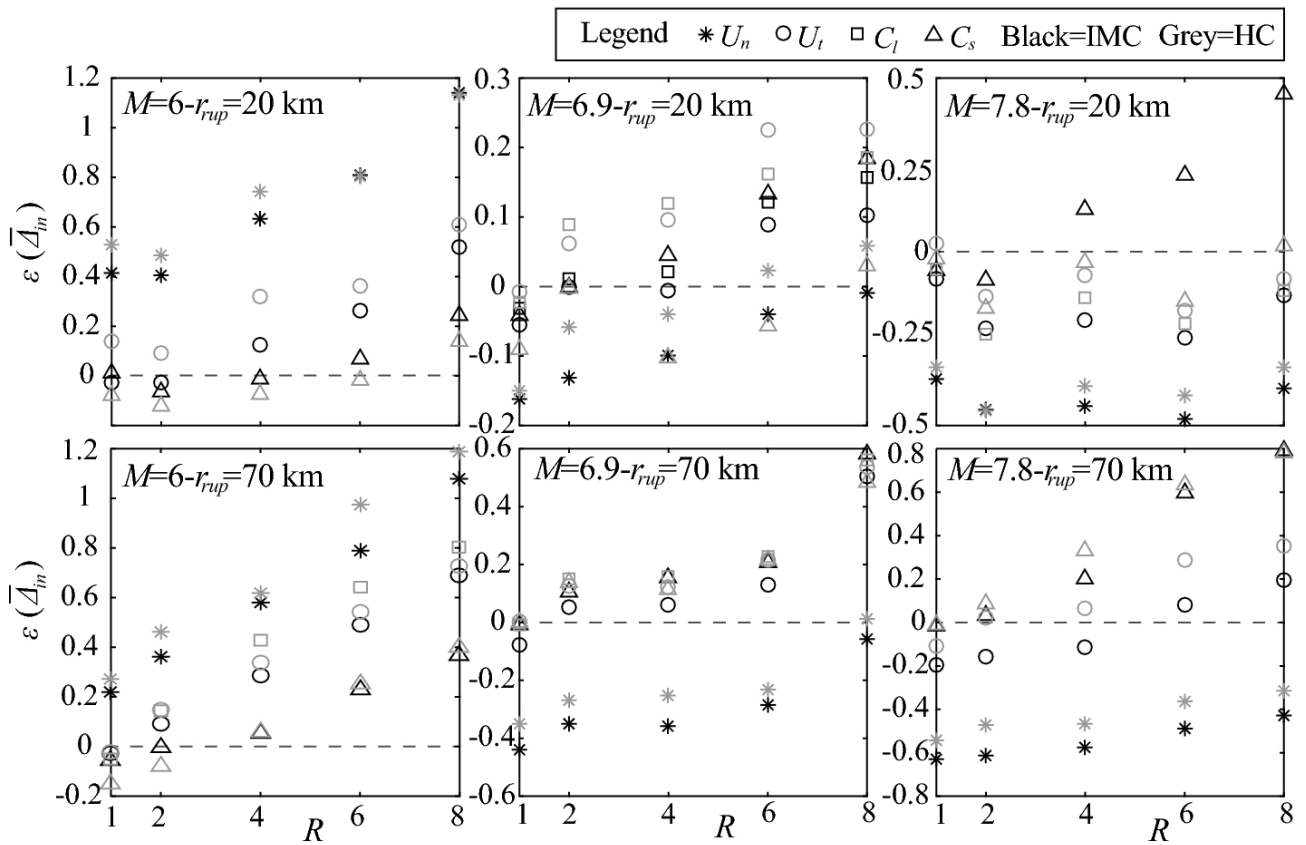 Legend * U_n ○ U_t □ C_l △ C_s Black=IMC Grey=HC
M=6-r_rup=20 km
1.2
1
0.8
0.6
0.4
0.2
0
ε (Δ̅_in)
M=6.9-r_rup=20 km
0.3
0.2
0.1
0
-0.1
-0.2
M=7.8-r_rup=20 km
0.5
0.25
0
-0.25
-0.5
M=6-r_rup=70 km
1.2
1
0.8
0.6
0.4
0.2
0
-0.2
ε (Δ̅_in)
1 2 4 6 8
R
M=6.9-r_rup=70 km
0.6
0.4
0.2
0
-0.2
-0.4
-0.6
1 2 4 6 8
R
M=7.8-r_rup=70 km
0.8
0.6
0.4
0.2
0
-0.2
-0.4
-0.6
-0.8
1 2 4 6 8
R